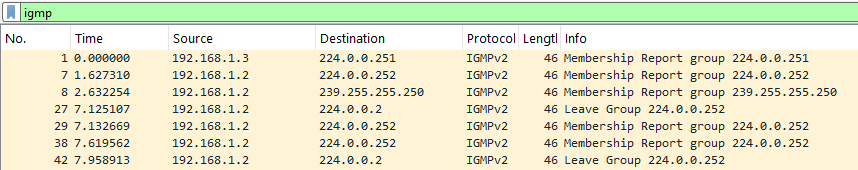 igmp
No. Time Source Destination Protocol Lengtl Info
1 0.000000 192.168.1.3 224.0.0.251 IGMPv2 46 Membership Report group 224.0.0.251
7 1.627310 192.168.1.2 224.0.0.252 IGMPv2 46 Membership Report group 224.0.0.252
8 2.632254 192.168.1.2 239.255.255.250 IGMPv2 46 Membership Report group 239.255.255.250
27 7.125107 192.168.1.2 224.0.0.2 IGMPv2 46 Leave Group 224.0.0.252
29 7.132669 192.168.1.2 224.0.0.252 IGMPv2 46 Membership Report group 224.0.0.252
38 7.619562 192.168.1.2 224.0.0.252 IGMPv2 46 Membership Report group 224.0.0.252
42 7.958913 192.168.1.2 224.0.0.2 IGMPv2 46 Leave Group 224.0.0.252